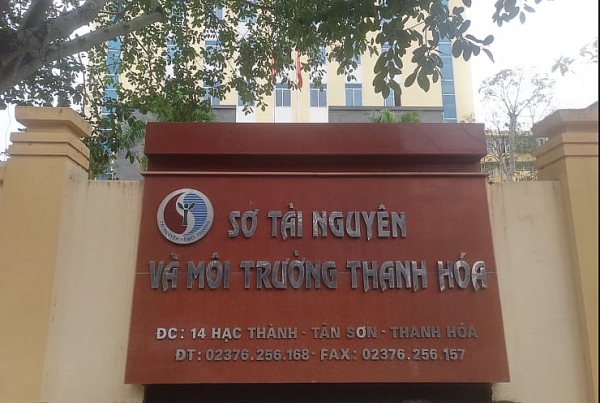 SỞ TÀI NGUYÊN
VÀ MÔI TRƯỜNG THANH HÓA
ĐC: 14 HẠC THÀNH - TÂN SƠN - THANH HÓA
ĐT: 02376.256.168 - FAX: 02376.256.157